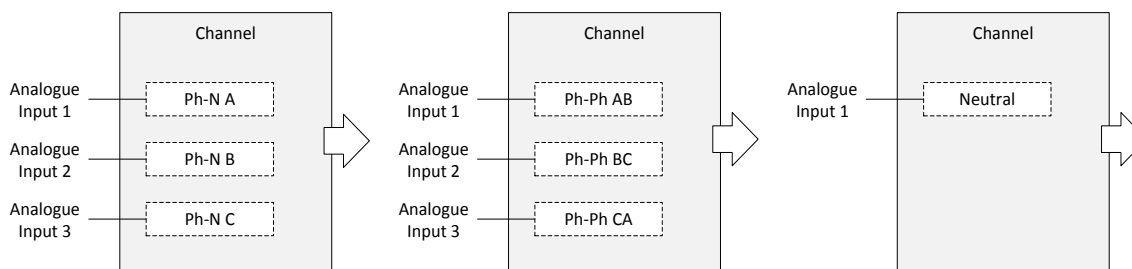 Channel
Analogue
Input 1
Ph-N A
Analogue
Input 2
Ph-N B
Analogue
Input 3
Ph-N C
Channel
Analogue
Input 1
Ph-Ph AB
Analogue
Input 2
Ph-Ph BC
Analogue
Input 3
Ph-Ph CA
Channel
Analogue
Input 1
Neutral